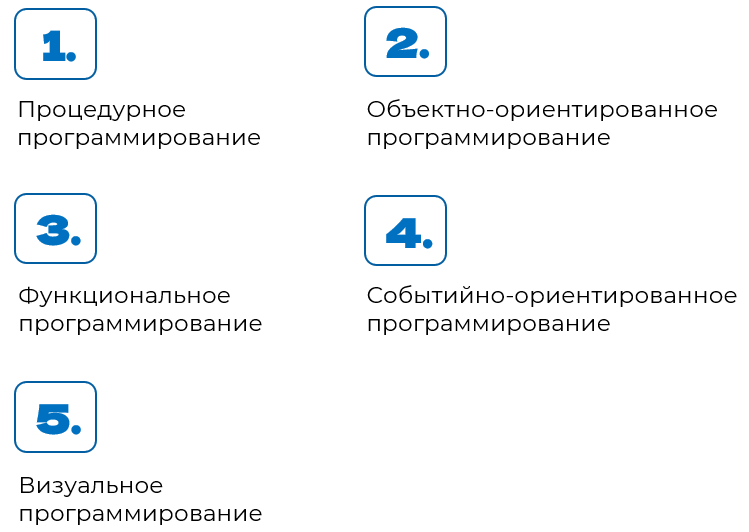 1.
Процедурное
программирование
2.
Объектно-ориентированное
программирование
3.
Функциональное
программирование
4.
Событийно-ориентированное
программирование
5.
Визуальное
программирование